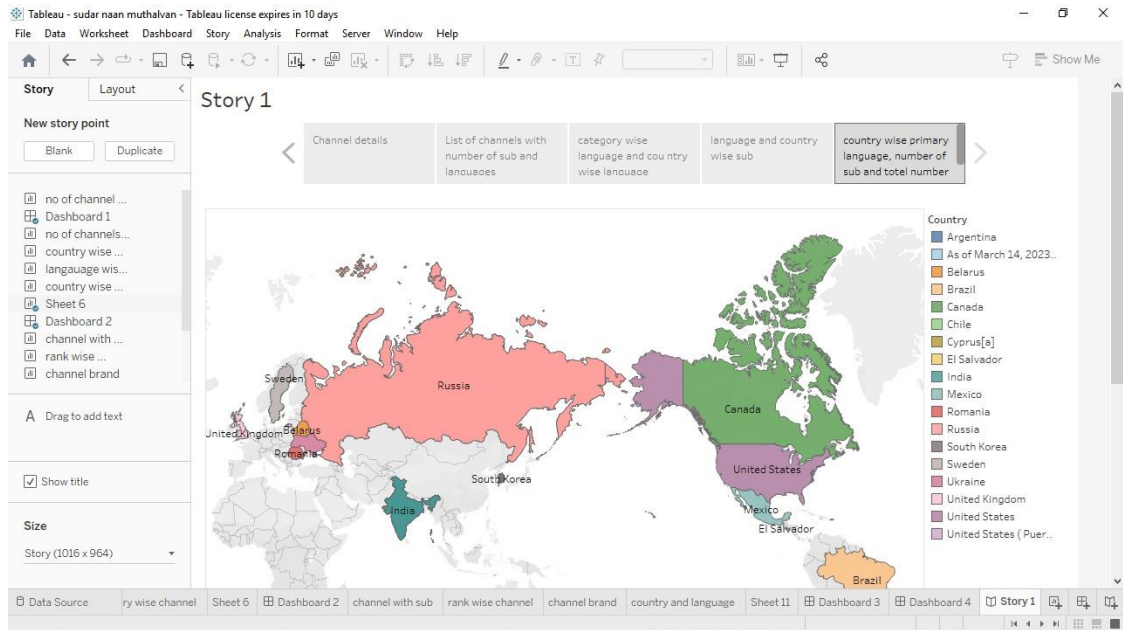 Tableau - sudar naan muthalvan - Tableau license expires in 10 days
File Data Worksheet Dashboard Story Analysis Format Server Window Help
Show Me
Story Layout
New story point
Blank Duplicate
no of channel ...
Dashboard 1
no of channels...
country wise ...
langauage wis...
country wise ...
Sheet 6
Dashboard 2
channel with ...
rank wise ...
channel brand
A Drag to add text
Show title
Size
Story (1016 x 964)
Story 1
Channel details
List of channels with
number of sub and
languages
category wise
language and country
wise language
language and country
wise sub
country wise primary
language, number of
sub and totel number
Sweden
Russia
United Kingdom
Belarus
Romania
South Korea
India
Canada
United States
Mexico
El Salvador
Brazil
Country
Argentina
As of March 14, 2023..
Belarus
Brazil
Canada
Chile
Cyprus[a]
El Salvador
India
Mexico
Romania
Russia
South Korea
Sweden
Ukraine
United Kingdom
United States
United States ( Puer..
Data Source ry wise channel Sheet 6 Dashboard 2 channel with sub rank wise channel channel brand country and language Sheet 11 Dashboard 3 Dashboard 4 Story 1